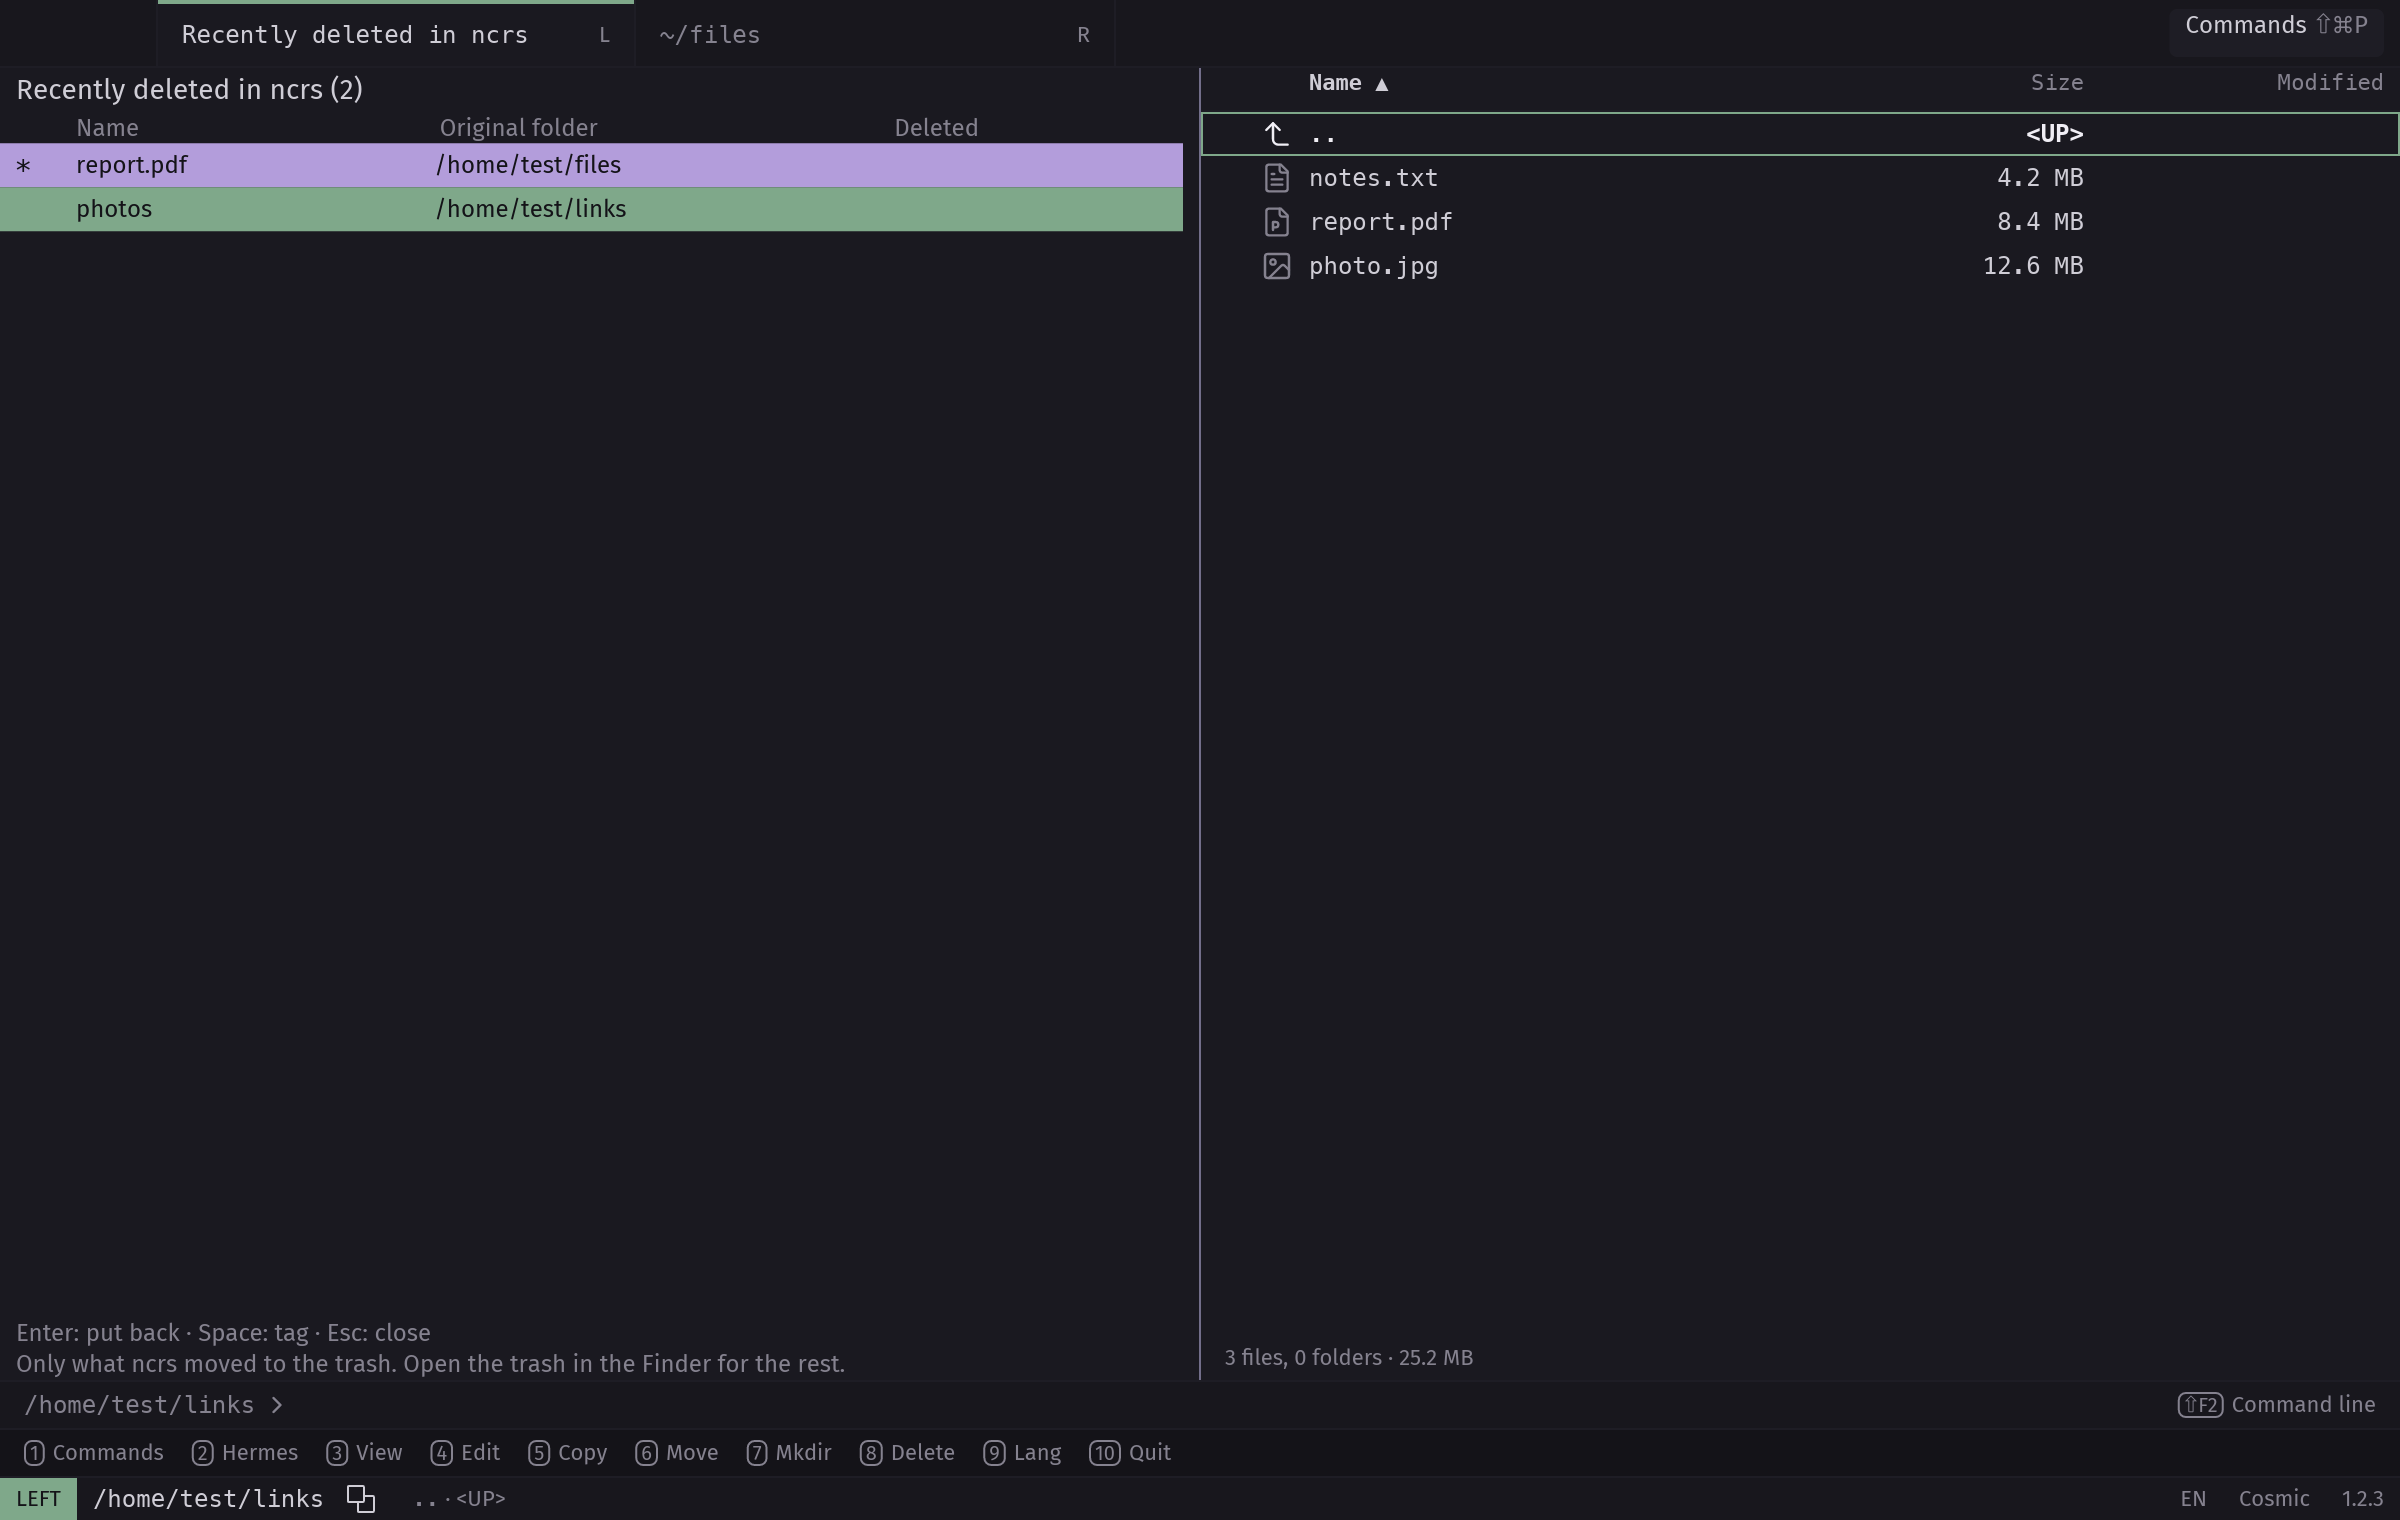 Recently deleted in ncrs L ~/files R Commands ⇧⌘P
Recently deleted in ncrs (2)
Name Original folder Deleted
* report.pdf /home/test/files
photos /home/test/links
Enter: put back · Space: tag · Esc: close
Only what ncrs moved to the trash. Open the trash in the Finder for the rest.
Name ▲ Size Modified
.. <UP>
notes.txt 4.2 MB
report.pdf 8.4 MB
photo.jpg 12.6 MB
3 files, 0 folders · 25.2 MB
/home/test/links > ⇧F2 Command line
1 Commands 2 Hermes 3 View 4 Edit 5 Copy 6 Move 7 Mkdir 8 Delete 9 Lang 10 Quit
LEFT /home/test/links .. · <UP> EN Cosmic 1.2.3